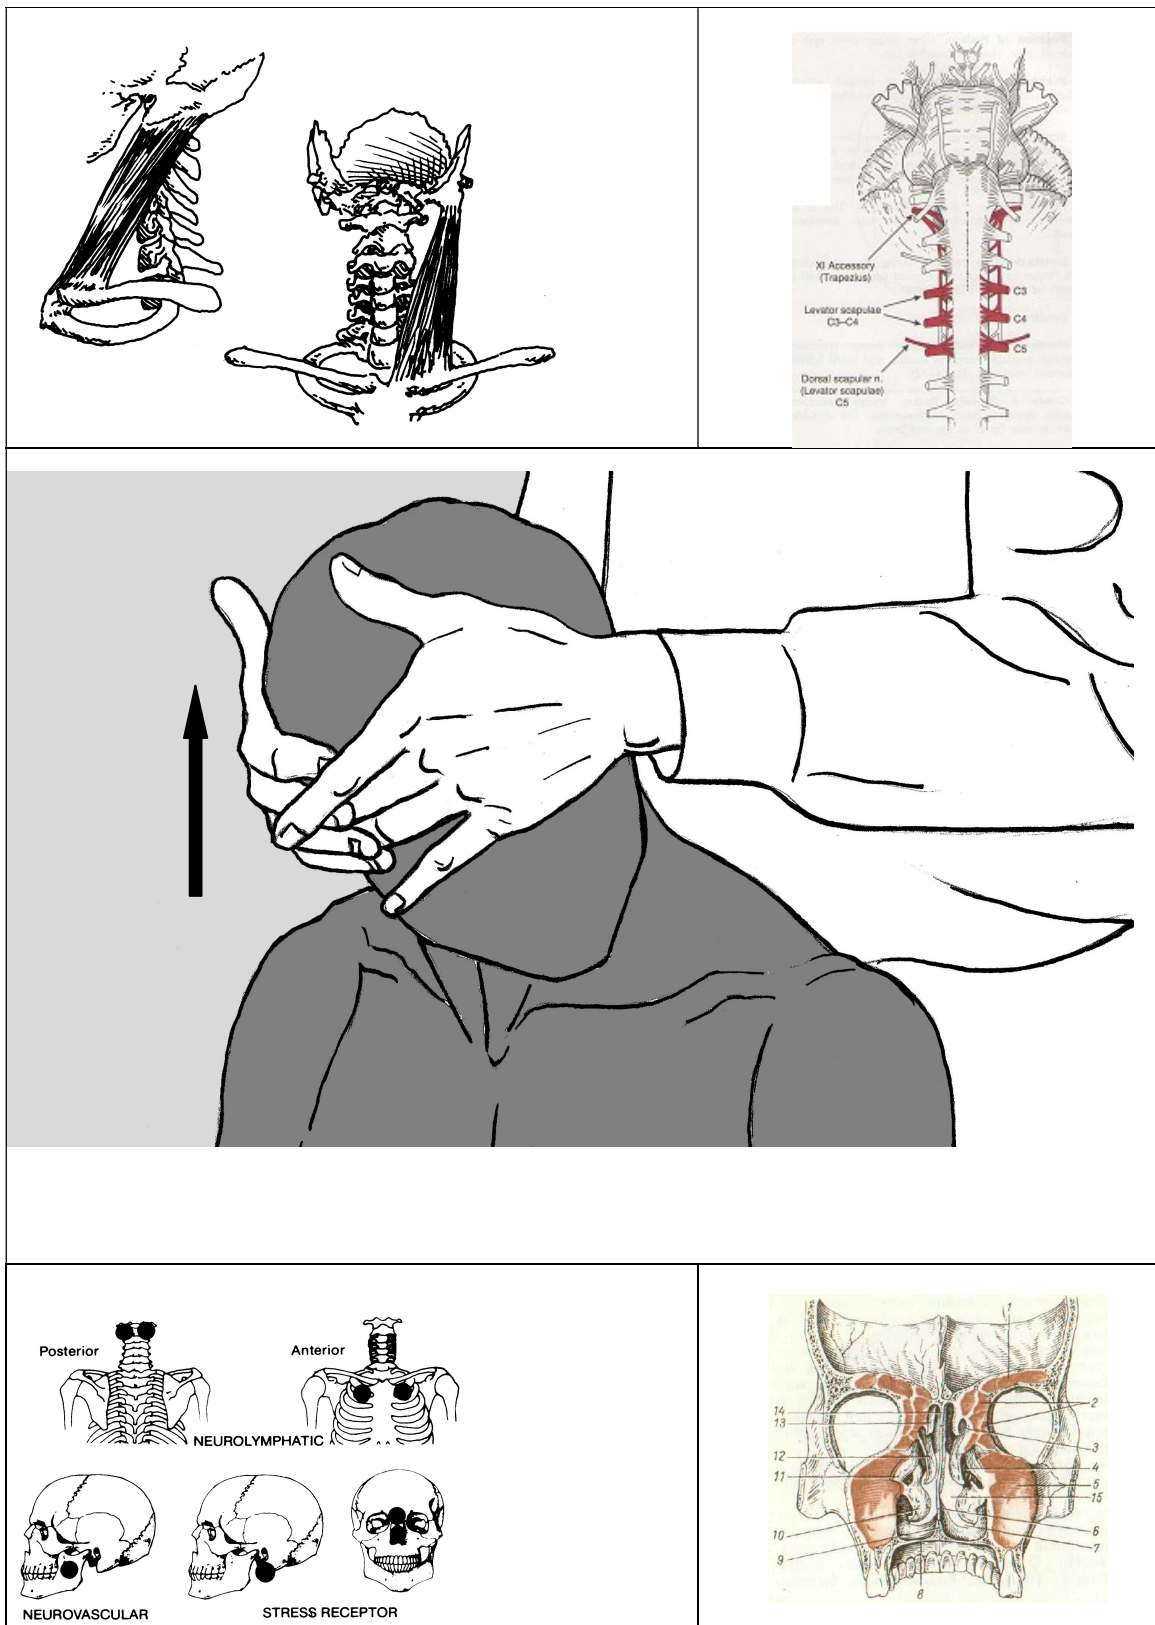 XI Accessory
(Trapezius)
C3
Levator scapulae
C3–C4
C4
C5
Dorsal scapular n.
(Levator scapulae)
C5
Posterior
Anterior
NEUROLYMPHATIC
NEUROVASCULAR
STRESS RECEPTOR
1
14
13
2
3
12
4
11
5
15
10
6
9
7
8